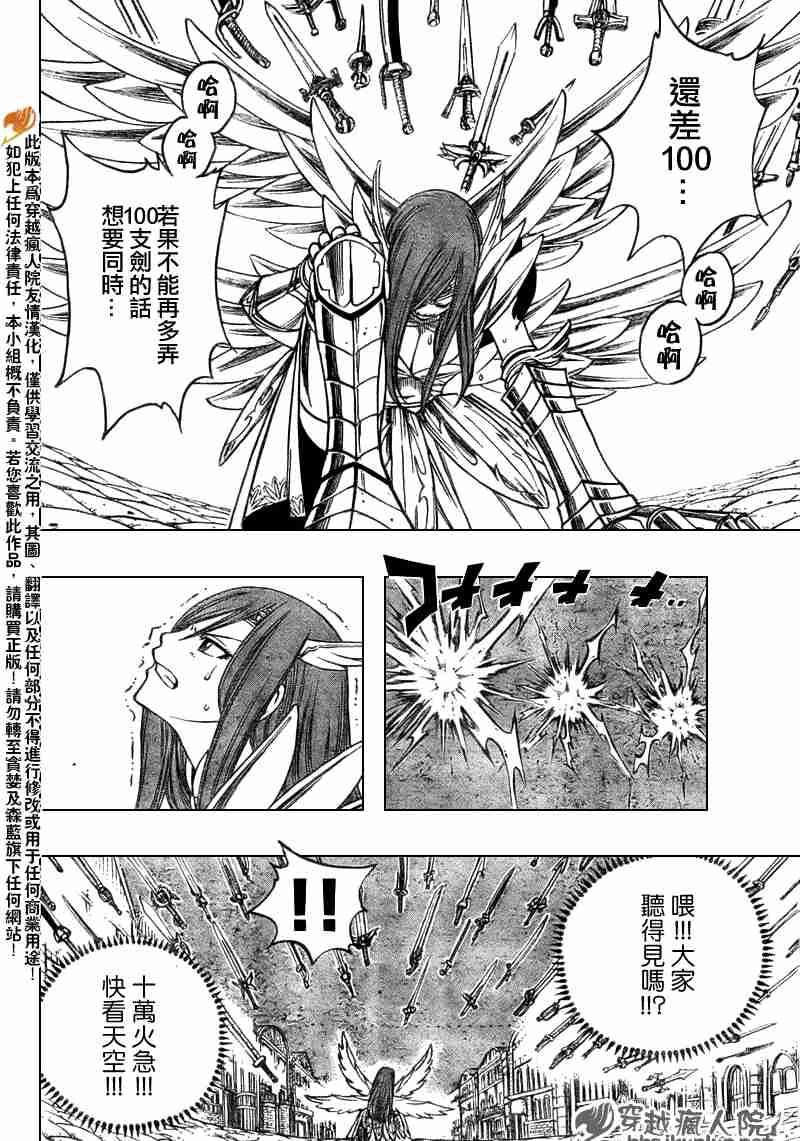 還差
100
…
哈啊
哈啊
若果不能再多弄
100支劍的話
想要同時…
哈啊
哈啊
ドメメメ..
!!
喂!!!大家
聽得見嗎!!?
十萬火急!!!
快看天空!!!
此版本爲穿越瘋人院友情漢化，僅供學習交流之用，其圖、翻譯以及任何部分不得進行修改或用于任何商業用途！
如犯上任何法律責任，本小組概不負責。若您喜歡此作品，請購買正版！請勿轉至貪婪及森藍旗下任何網站！
穿越瘋人院